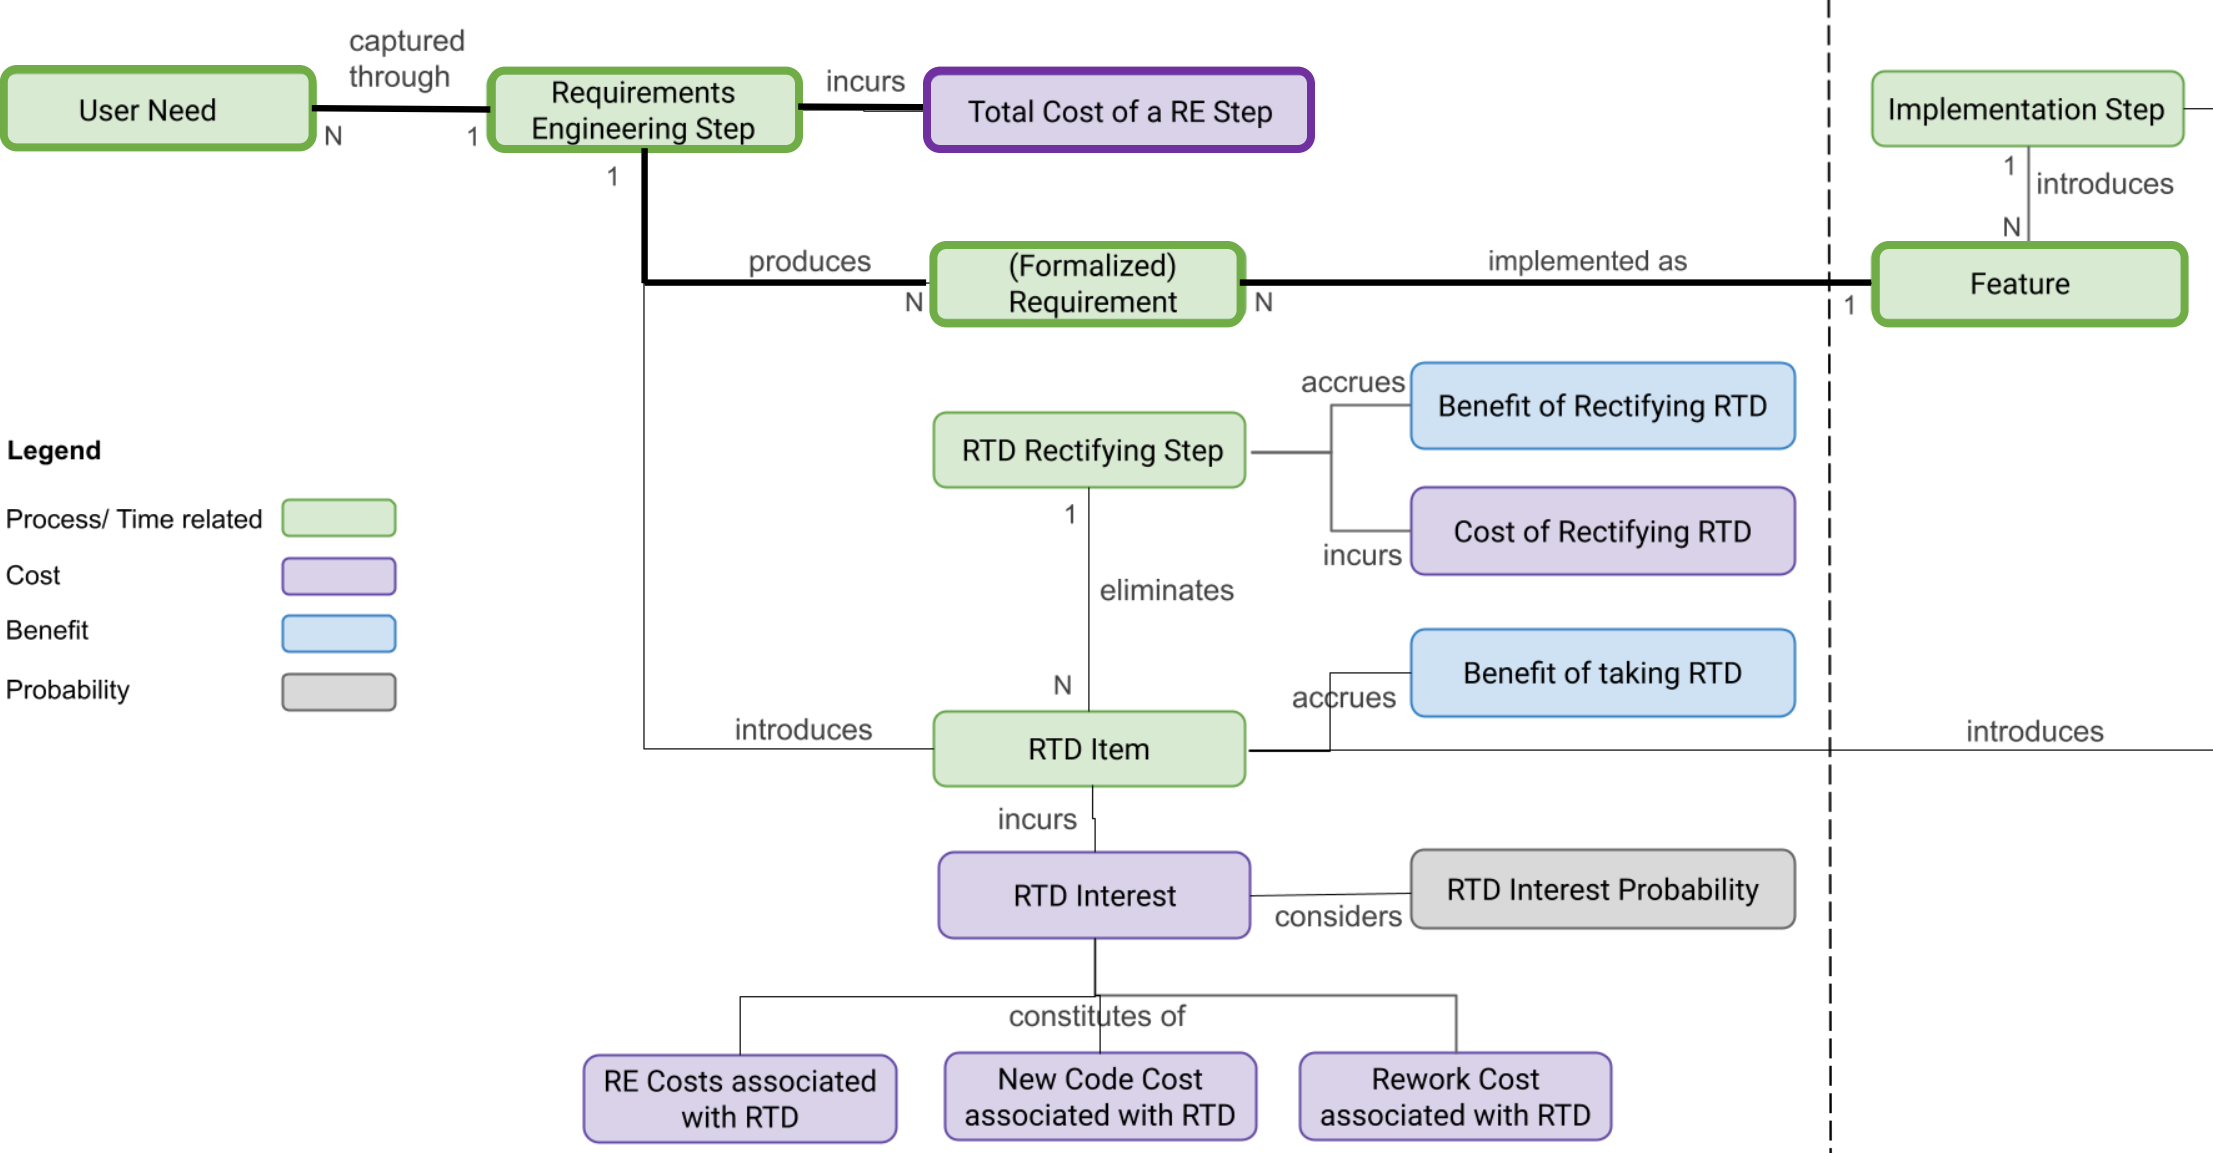 captured
through
User Need
N
1
Requirements
Engineering Step
incurs
Total Cost of a RE Step
Implementation Step
1
introduces
N
1
produces
N
(Formalized)
Requirement
N
implemented as
1
Feature
Legend
Process/ Time related
Cost
Benefit
Probability
RTD Rectifying Step
accrues
Benefit of Rectifying RTD
incurs
Cost of Rectifying RTD
1
eliminates
N
accrues
Benefit of taking RTD
introduces
RTD Item
introduces
incurs
RTD Interest
considers
RTD Interest Probability
constitutes of
RE Costs associated
with RTD
New Code Cost
associated with RTD
Rework Cost
associated with RTD